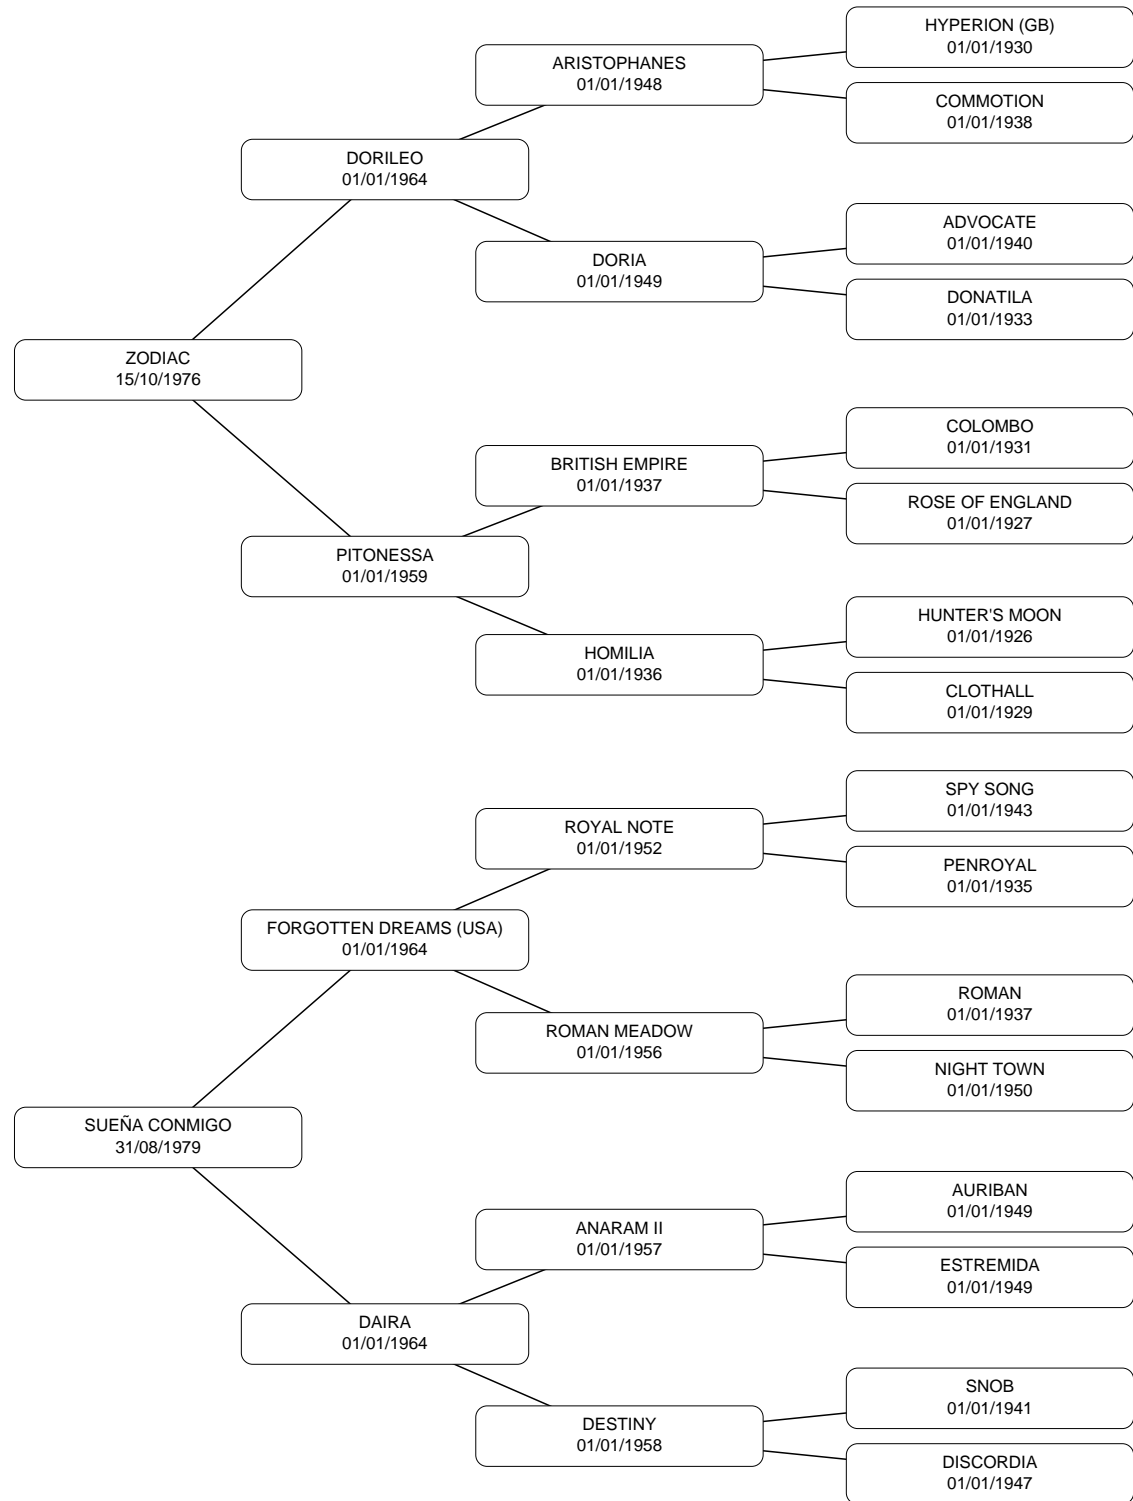 HYPERION (GB)
01/01/1930
ARISTOPHANES
01/01/1948
COMMOTION
01/01/1938
DORILEO
01/01/1964
ADVOCATE
01/01/1940
DORIA
01/01/1949
DONATILA
01/01/1933
ZODIAC
15/10/1976
COLOMBO
01/01/1931
BRITISH EMPIRE
01/01/1937
ROSE OF ENGLAND
01/01/1927
PITONESSA
01/01/1959
HUNTER'S MOON
01/01/1926
HOMILIA
01/01/1936
CLOTHALL
01/01/1929
SPY SONG
01/01/1943
ROYAL NOTE
01/01/1952
PENROYAL
01/01/1935
FORGOTTEN DREAMS (USA)
01/01/1964
ROMAN
01/01/1937
ROMAN MEADOW
01/01/1956
NIGHT TOWN
01/01/1950
SUEÑA CONMIGO
31/08/1979
AURIBAN
01/01/1949
ANARAM II
01/01/1957
ESTREMIDA
01/01/1949
DAIRA
01/01/1964
SNOB
01/01/1941
DESTINY
01/01/1958
DISCORDIA
01/01/1947